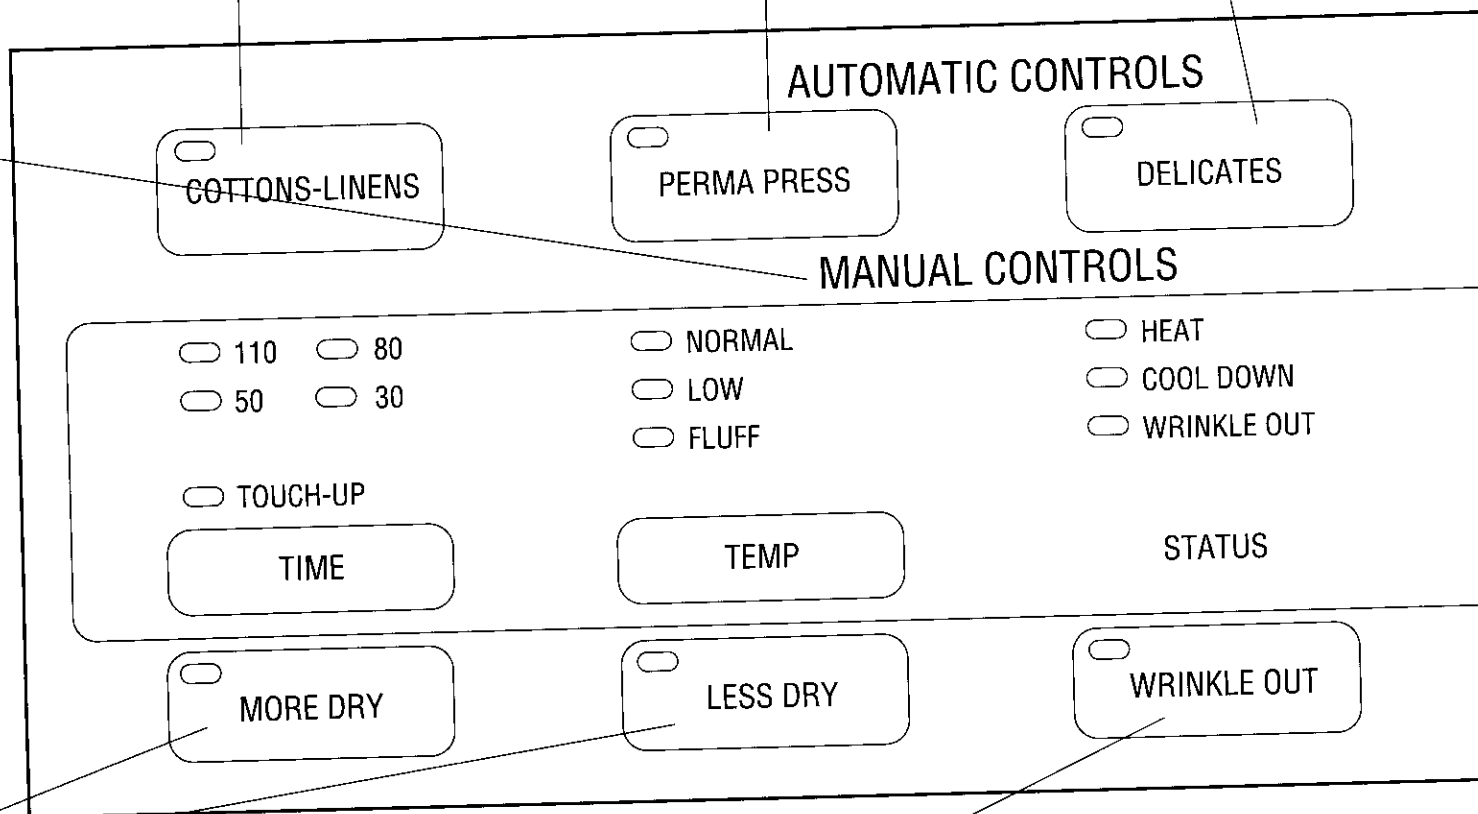 AUTOMATIC CONTROLS
COTTONS-LINENS
PERMA PRESS
DELICATES
MANUAL CONTROLS
110 80
50 30
TOUCH-UP
TIME
NORMAL
LOW
FLUFF
TEMP
HEAT
COOL DOWN
WRINKLE OUT
STATUS
MORE DRY
LESS DRY
WRINKLE OUT